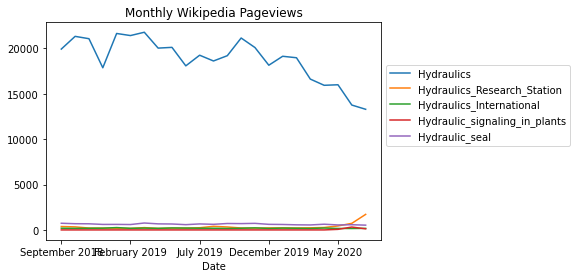 Monthly Wikipedia Pageviews
20000
15000
10000
5000
0
Hydraulics
Hydraulics_Research_Station
Hydraulics_International
Hydraulic_signaling_in_plants
Hydraulic_seal
September 2018 February 2019 July 2019 December 2019 May 2020
Date